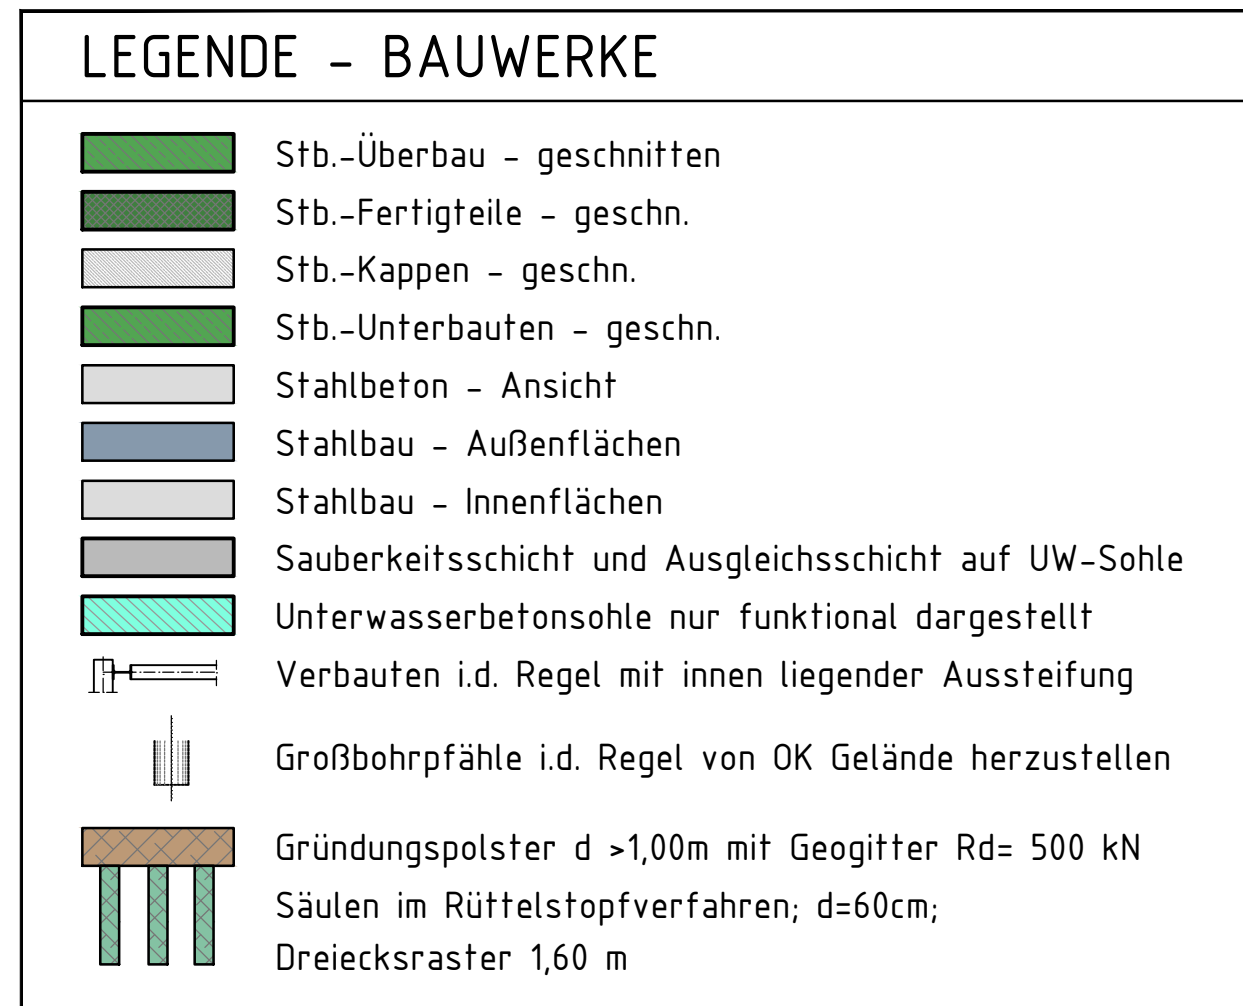 LEGENDE - BAUWERKE
Stb.-Überbau - geschnitten
Stb.-Fertigteile - geschn.
Stb.-Kappen - geschn.
Stb.-Unterbauten - geschn.
Stahlbeton - Ansicht
Stahlbau - Außenflächen
Stahlbau - Innenflächen
Sauberkeitsschicht und Ausgleichsschicht auf UW-Sohle
Unterwasserbetonsohle nur funktional dargestellt
Verbauten i.d. Regel mit innen liegender Aussteifung
Großbohrpfähle i.d. Regel von OK Gelände herzustellen
Gründungspolster d >1,00m mit Geogitter Rd= 500 kN
Säulen im Rüttelstopfverfahren; d=60cm;
Dreiecksraster 1,60 m